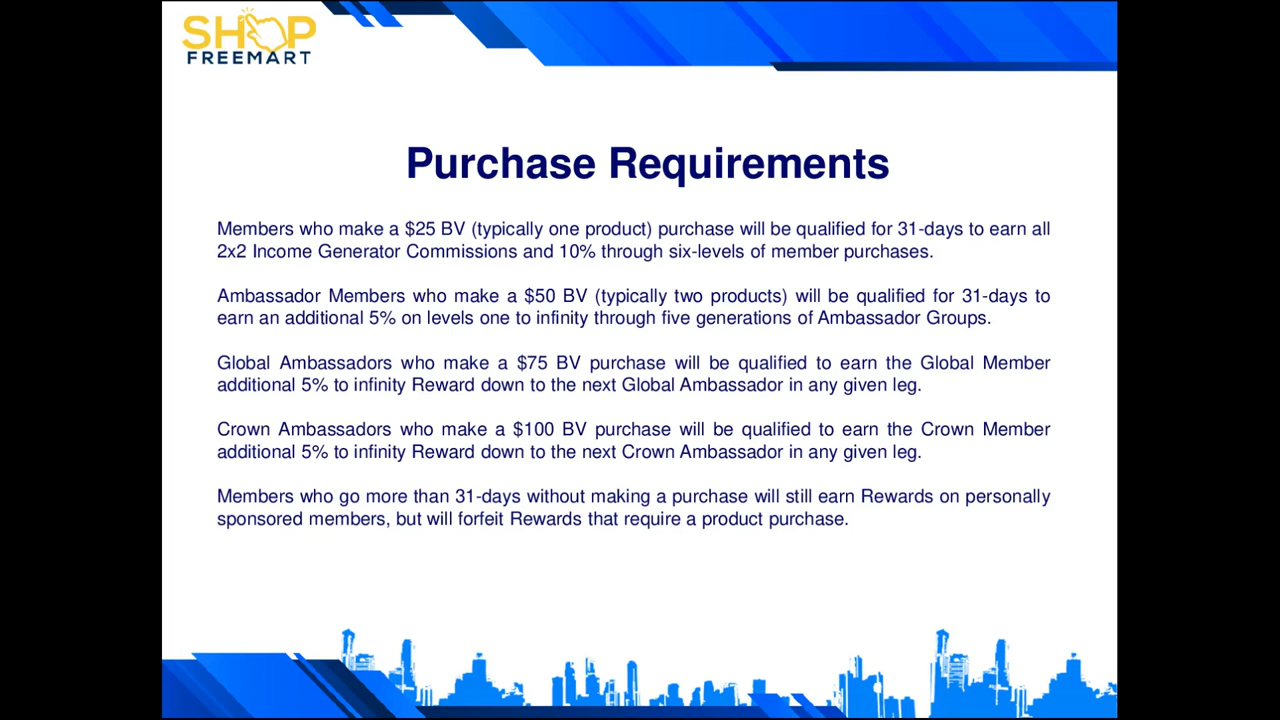 SHOP
FREEMART
Purchase Requirements
Members who make a $25 BV (typically one product) purchase will be qualified for 31-days to earn all
2x2 Income Generator Commissions and 10% through six-levels of member purchases.
Ambassador Members who make a $50 BV (typically two products) will be qualified for 31-days to
earn an additional 5% on levels one to infinity through five generations of Ambassador Groups.
Global Ambassadors who make a $75 BV purchase will be qualified to earn the Global Member
additional 5% to infinity Reward down to the next Global Ambassador in any given leg.
Crown Ambassadors who make a $100 BV purchase will be qualified to earn the Crown Member
additional 5% to infinity Reward down to the next Crown Ambassador in any given leg.
Members who go more than 31-days without making a purchase will still earn Rewards on personally
sponsored members, but will forfeit Rewards that require a product purchase.